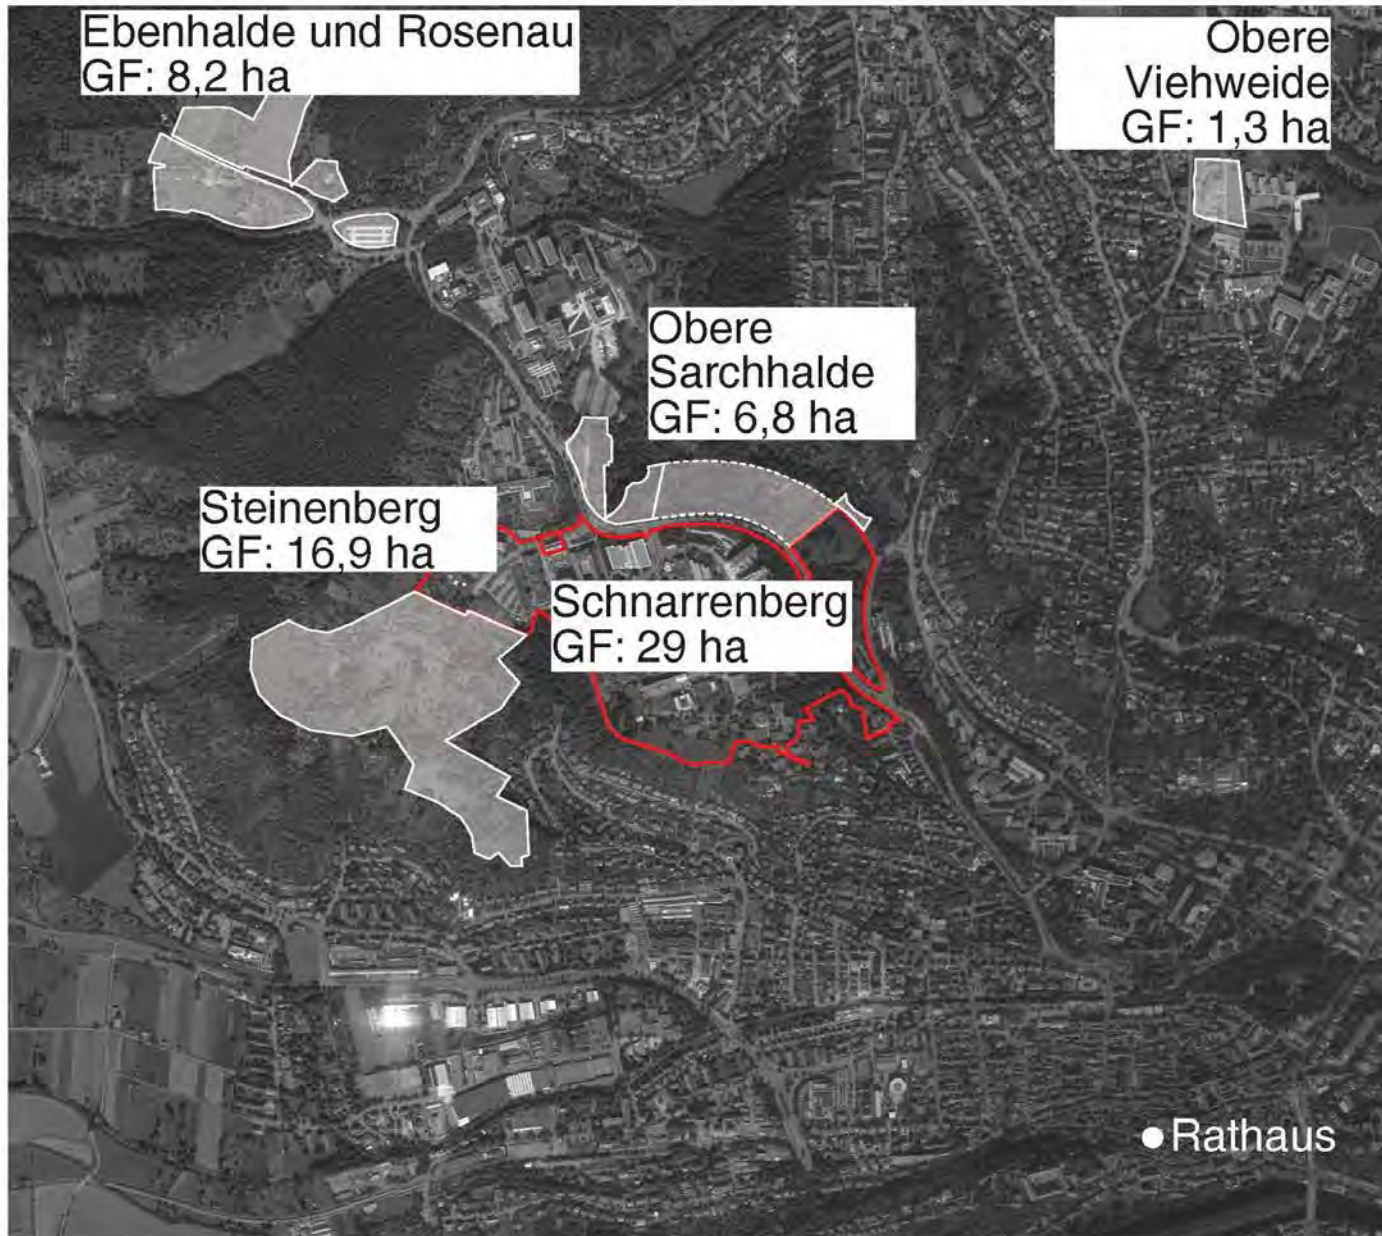 Ebenhalde und Rosenau
GF: 8,2 ha
Obere
Viehweide
GF: 1,3 ha
Obere
Sarchhalde
GF: 6,8 ha
Steinenberg
GF: 16,9 ha
Schnarrenberg
GF: 29 ha
Rathaus